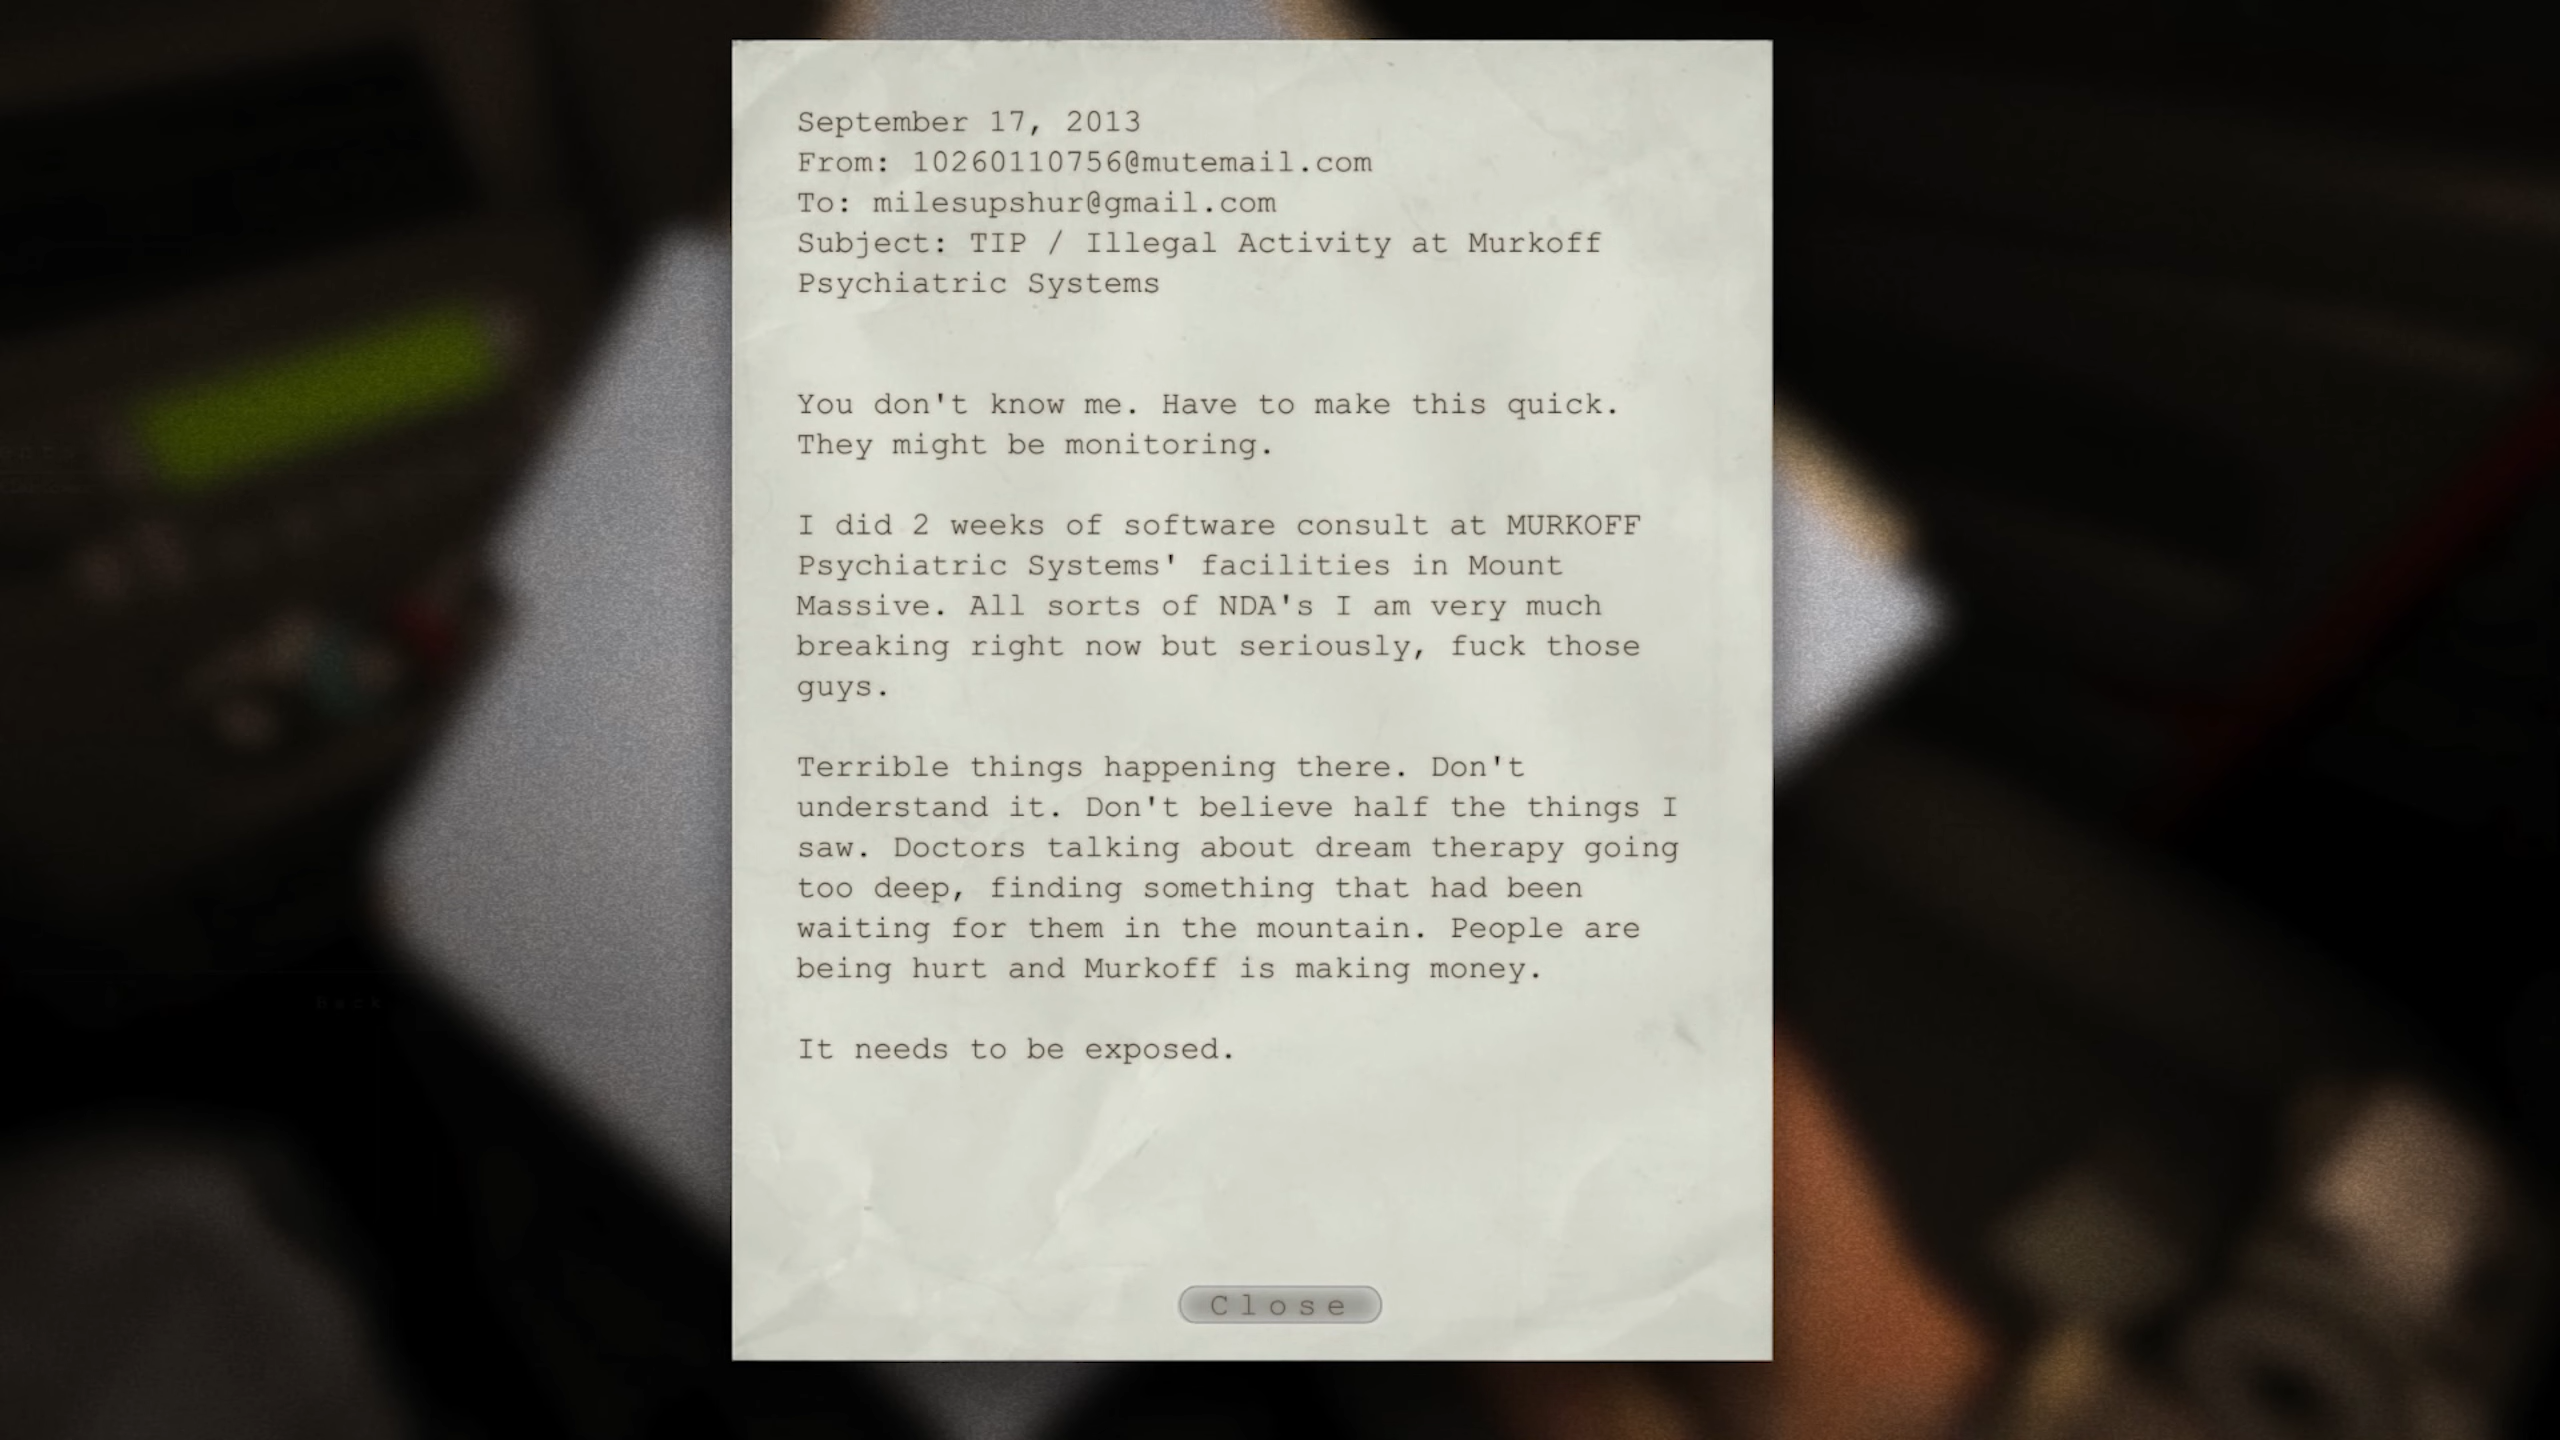 September 17, 2013
From: 10260110756@mutemail.com
To: milesupshur@gmail.com
Subject: TIP / Illegal Activity at Murkoff
Psychiatric Systems
You don't know me. Have to make this quick.
They might be monitoring.
I did 2 weeks of software consult at MURKOFF
Psychiatric Systems' facilities in Mount
Massive. All sorts of NDA's I am very much
breaking right now but seriously, fuck those
guys.
Terrible things happening there. Don't
understand it. Don't believe half the things I
saw. Doctors talking about dream therapy going
too deep, finding something that had been
waiting for them in the mountain. People are
being hurt and Murkoff is making money.
It needs to be exposed.
Close
Back